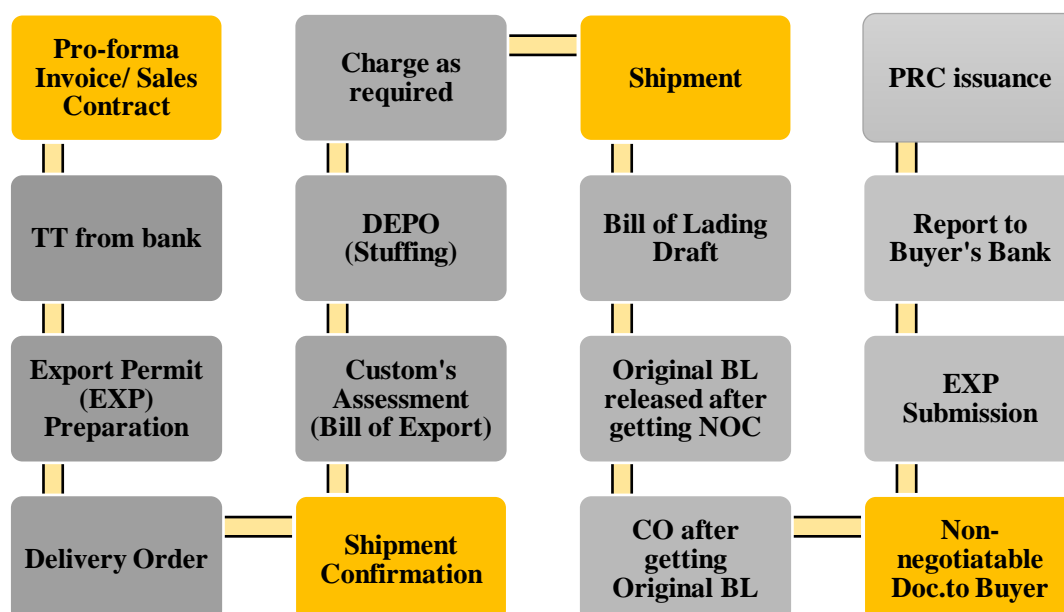 Pro-forma
Invoice/ Sales
Contract
TT from bank
Export Permit
(EXP)
Preparation
Delivery Order
Shipment
Confirmation
Custom's
Assessment
(Bill of Export)
DEPO
(Stuffing)
Charge as
required
Shipment
Bill of Lading
Draft
Original BL
released after
getting NOC
CO after
getting
Original BL
Non-
negotiatable
Doc.to Buyer
EXP
Submission
Report to
Buyer's Bank
PRC issuance